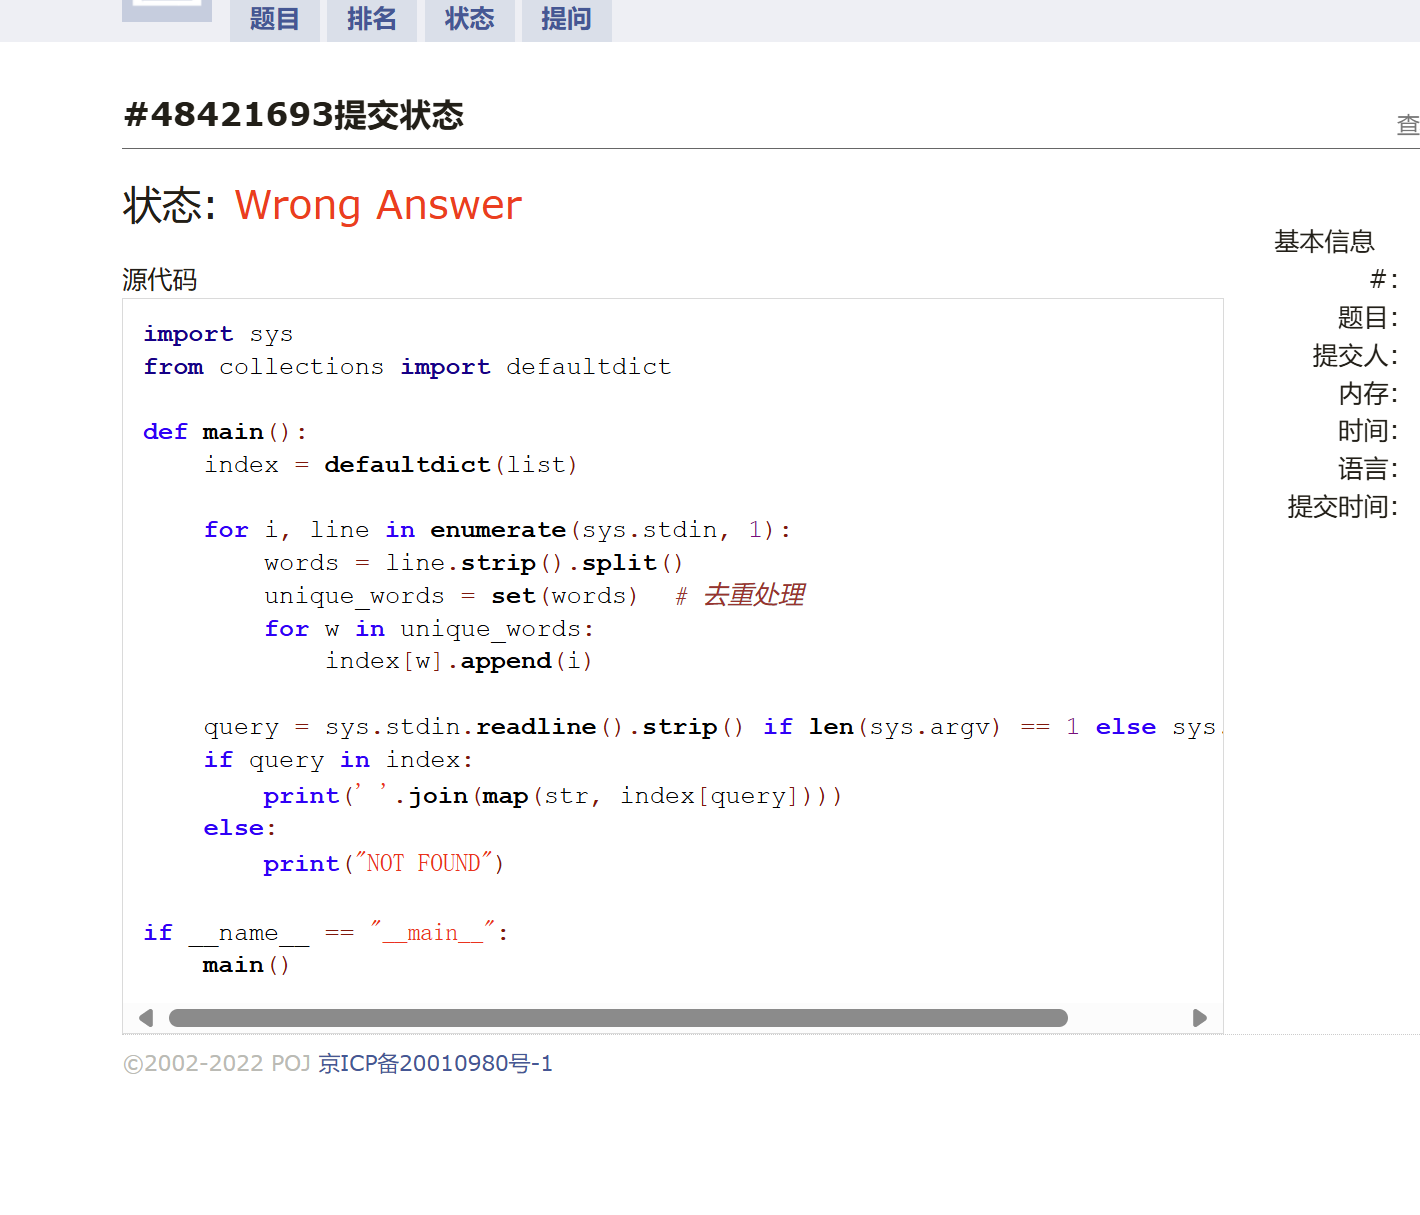 题目 排名 状态 提问
#48421693提交状态
查
状态: Wrong Answer
基本信息
#:
题目:
提交人:
内存:
时间:
语言:
提交时间:
源代码
import sys
from collections import defaultdict
def main():
    index = defaultdict(list)
    for i, line in enumerate(sys.stdin, 1):
        words = line.strip().split()
        unique_words = set(words)  # 去重处理
        for w in unique_words:
            index[w].append(i)
    query = sys.stdin.readline().strip() if len(sys.argv) == 1 else sys.
    if query in index:
        print(' '.join(map(str, index[query])))
    else:
        print("NOT FOUND")
if __name__ == "__main__":
    main()
©2002-2022 POJ 京ICP备20010980号-1